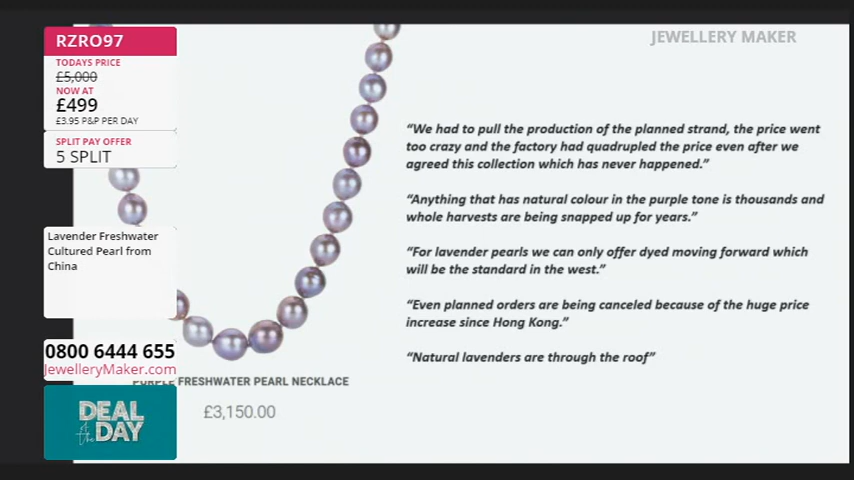 RZRO97
TODAYS PRICE
£5,000
NOW AT
£499
£3.95 P&P PER DAY
SPLIT PAY OFFER
5 SPLIT
Lavender Freshwater
Cultured Pearl from
China
0800 6444 655
JewelleryMaker.com
DEAL
of the
DAY
JEWELLERY MAKER
“We had to pull the production of the planned strand, the price went
too crazy and the factory had quadrupled the price even after we
agreed this collection which has never happened.”
“Anything that has natural colour in the purple tone is thousands and
whole harvests are being snapped up for years.”
“For lavender pearls we can only offer dyed moving forward which
will be the standard in the west.”
“Even planned orders are being canceled because of the huge price
increase since Hong Kong.”
“Natural lavenders are through the roof”
PURPLE FRESHWATER PEARL NECKLACE
£3,150.00